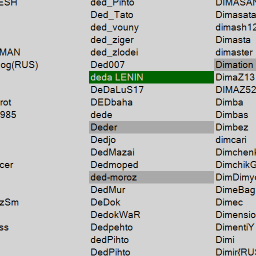 ESH ded_Pinto DIMASAN
Ded_Tato Dimasata
ded_vouny dimash12
ded_ziger Dimasta
MAN ded_zlodei dimaster
og(RUS) Ded007 Dimation
deda LENIN DimaZ13
DeDaLuS17 DIMAZ52
rot DEDbaha Dimba
985 dede Dimbas
Deder Dimbez
Dedjo dimcari
DedMazai Dimchenk
cer Dedmoped DimchikG
ded-moroz DimDimy
DedMur DimeBag
zSm DeDok Dimec
DedokWaR Dimensio
ss Dedpehto DimentiY
dedPihto Dimi
DedPihto Dimir(RUS